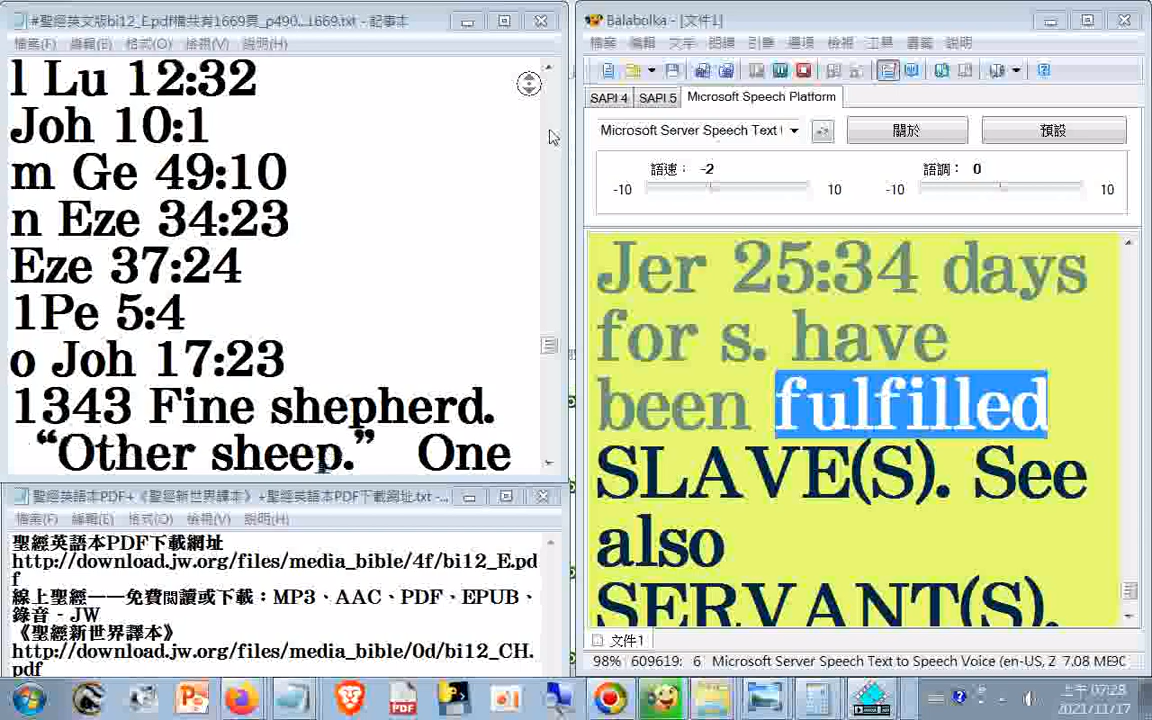 #聖經英文版bi12_E.pdf檔共有1669頁_p490...1669.txt - 記事本
檔案(F) 編輯(E) 格式(O) 檢視(V) 說明(H)
l Lu 12:32
Joh 10:1
m Ge 49:10
n Eze 34:23
Eze 37:24
1Pe 5:4
o Joh 17:23
1343 Fine shepherd.
“Other sheep.” One
聖經英語本PDF+《聖經新世界譯本》+聖經英語本PDF下載網址.txt - ...
檔案(F) 編輯(E) 格式(O) 檢視(V) 說明(H)
聖經英語本PDF下載網址
http://download.jw.org/files/media_bible/4f/bi12_E.pd
f
線上聖經——免費閱讀或下載：MP3、AAC、PDF、EPUB、
錄音 - JW
《聖經新世界譯本》
http://download.jw.org/files/media_bible/0d/bi12_CH.
pdf
Balabolka - [文件1]
檔案 編輯 文字 朗讀 引擎 選項 檢視 工具 書籤 說明
SAPI 4 SAPI 5 Microsoft Speech Platform
Microsoft Server Speech Text 關於 預設
語速： -2 語調： 0
-10 10 -10 10
Jer 25:34 days
for s. have
been fulfilled
SLAVE(S). See
also
SERVANT(S).
文件1
98% 609619: 6 Microsoft Server Speech Text to Speech Voice (en-US, Z 7.08
PDF
上午 07:28
2021/11/17